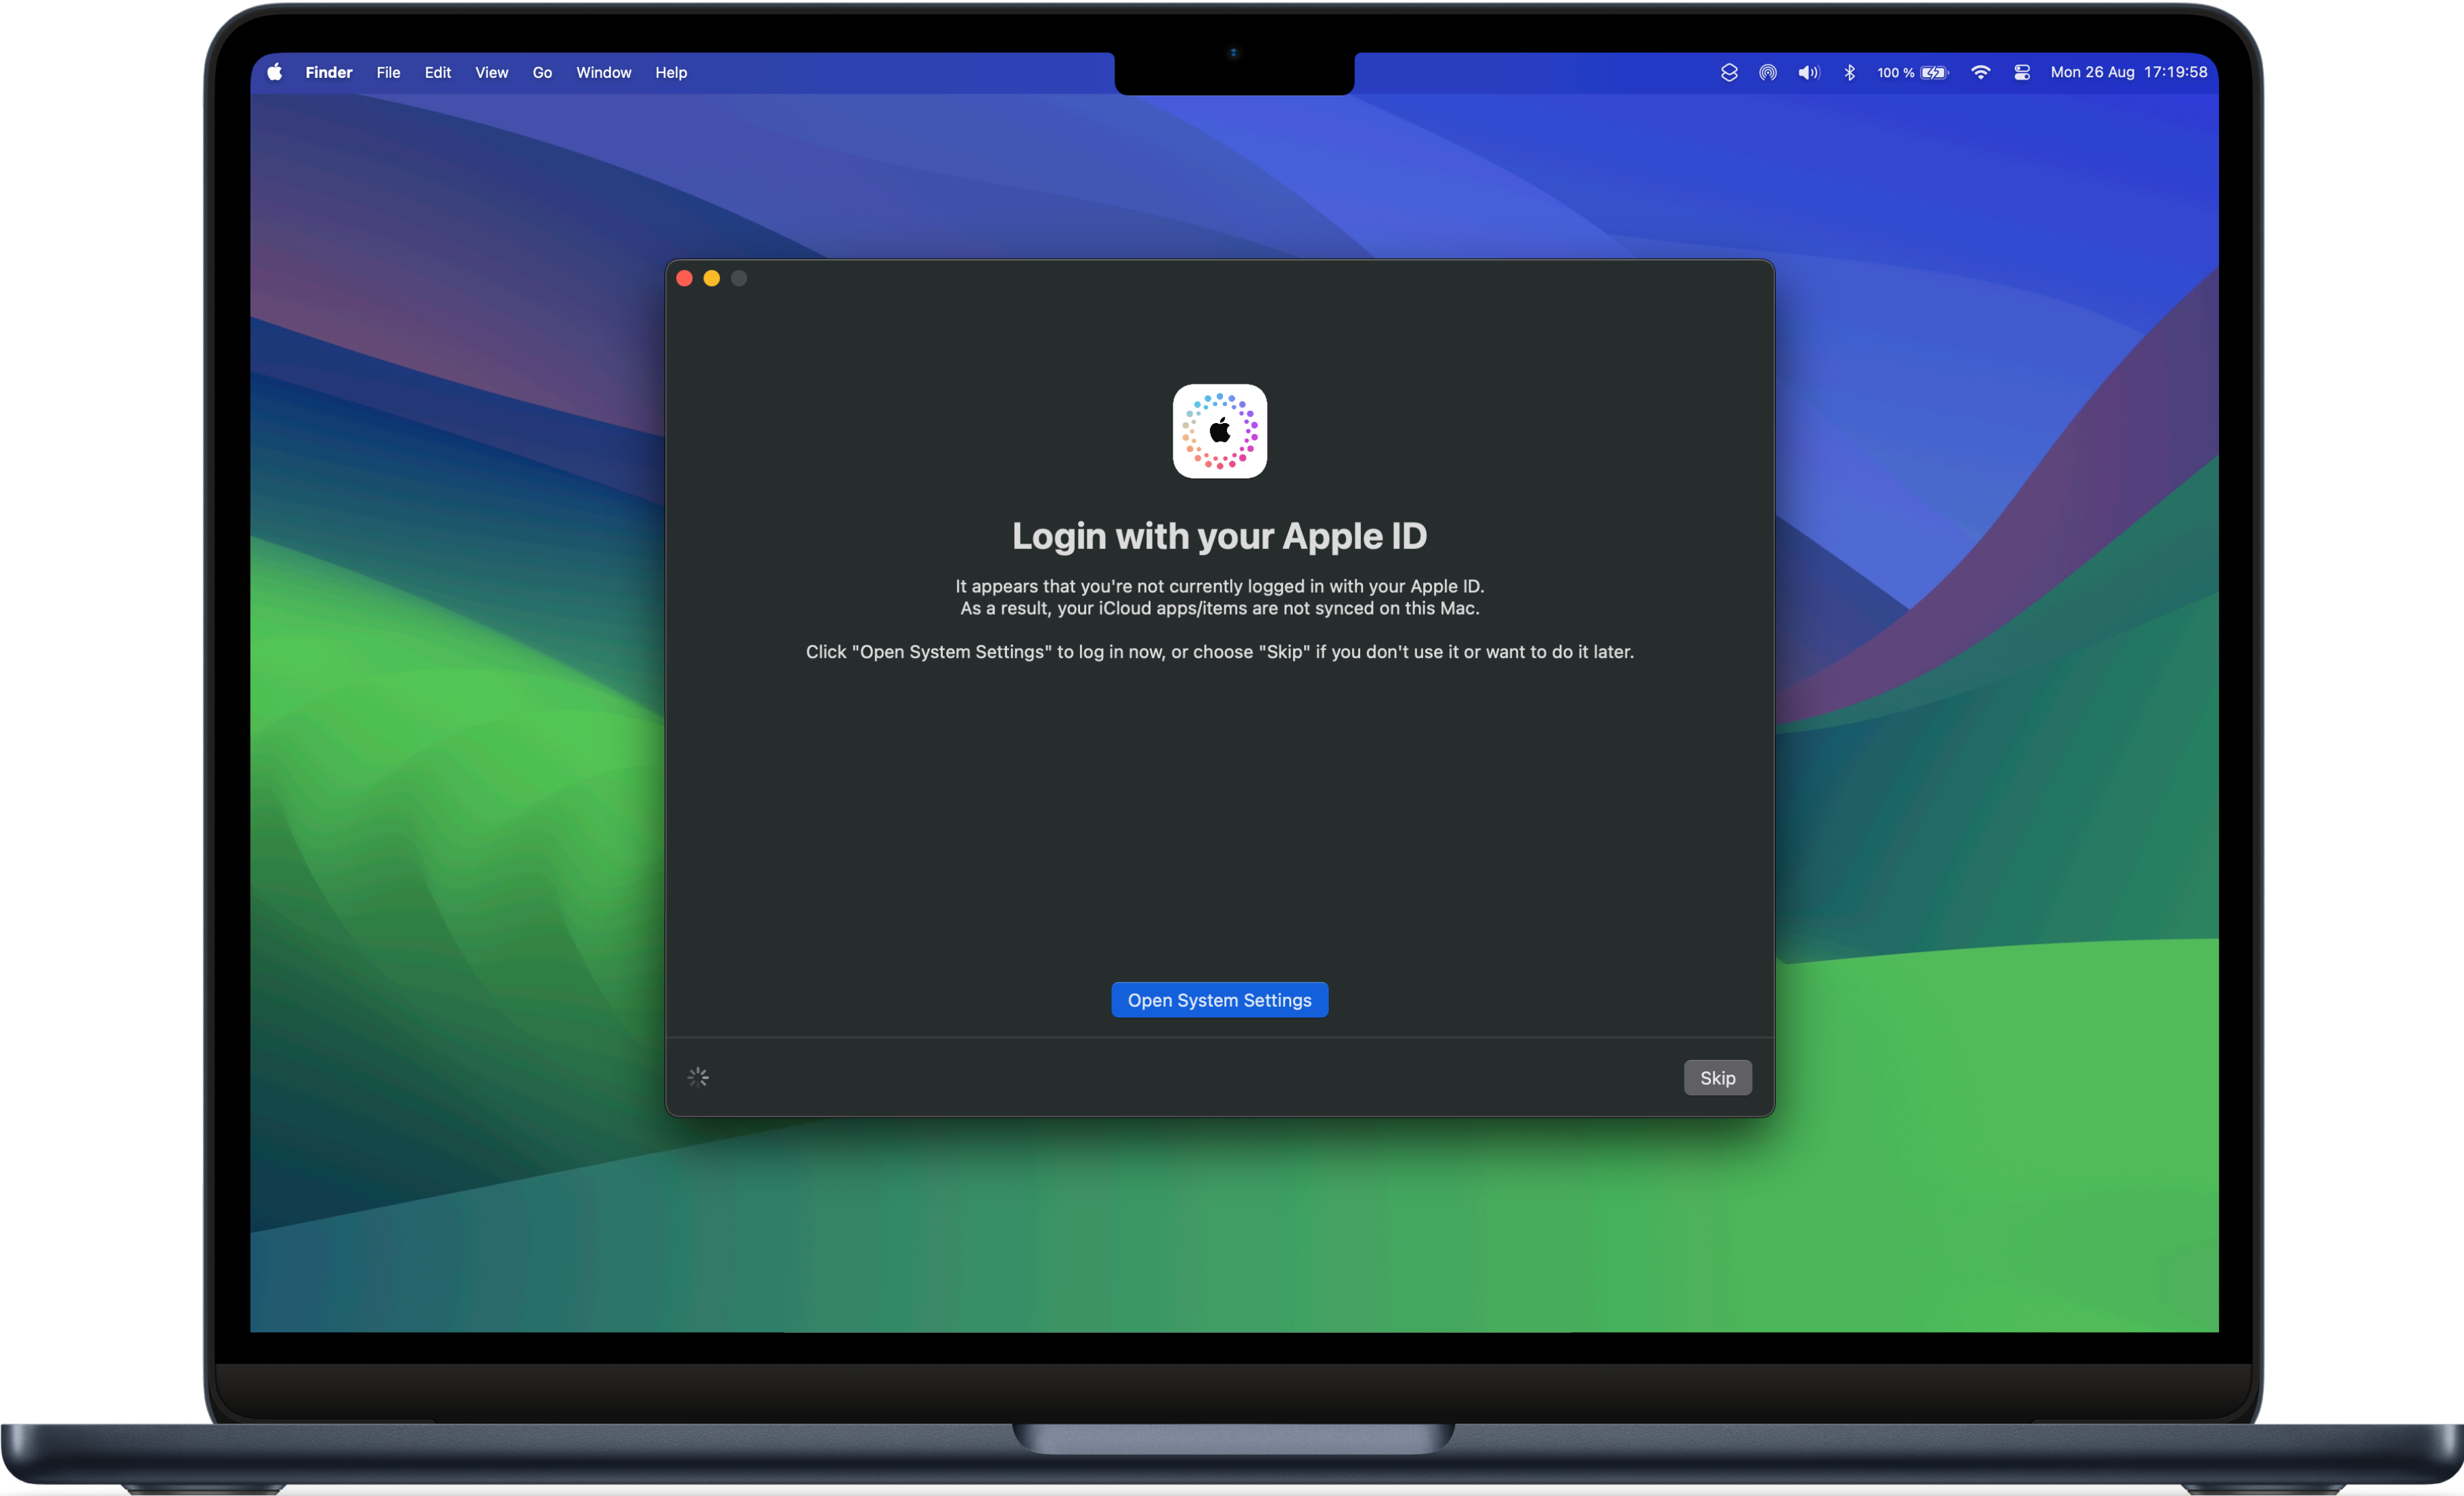 Finder File Edit View Go Window Help 100 % Mon 26 Aug 17:19:58
Login with your Apple ID
It appears that you're not currently logged in with your Apple ID.
As a result, your iCloud apps/items are not synced on this Mac.
Click "Open System Settings" to log in now, or choose "Skip" if you don't use it or want to do it later.
Open System Settings
Skip